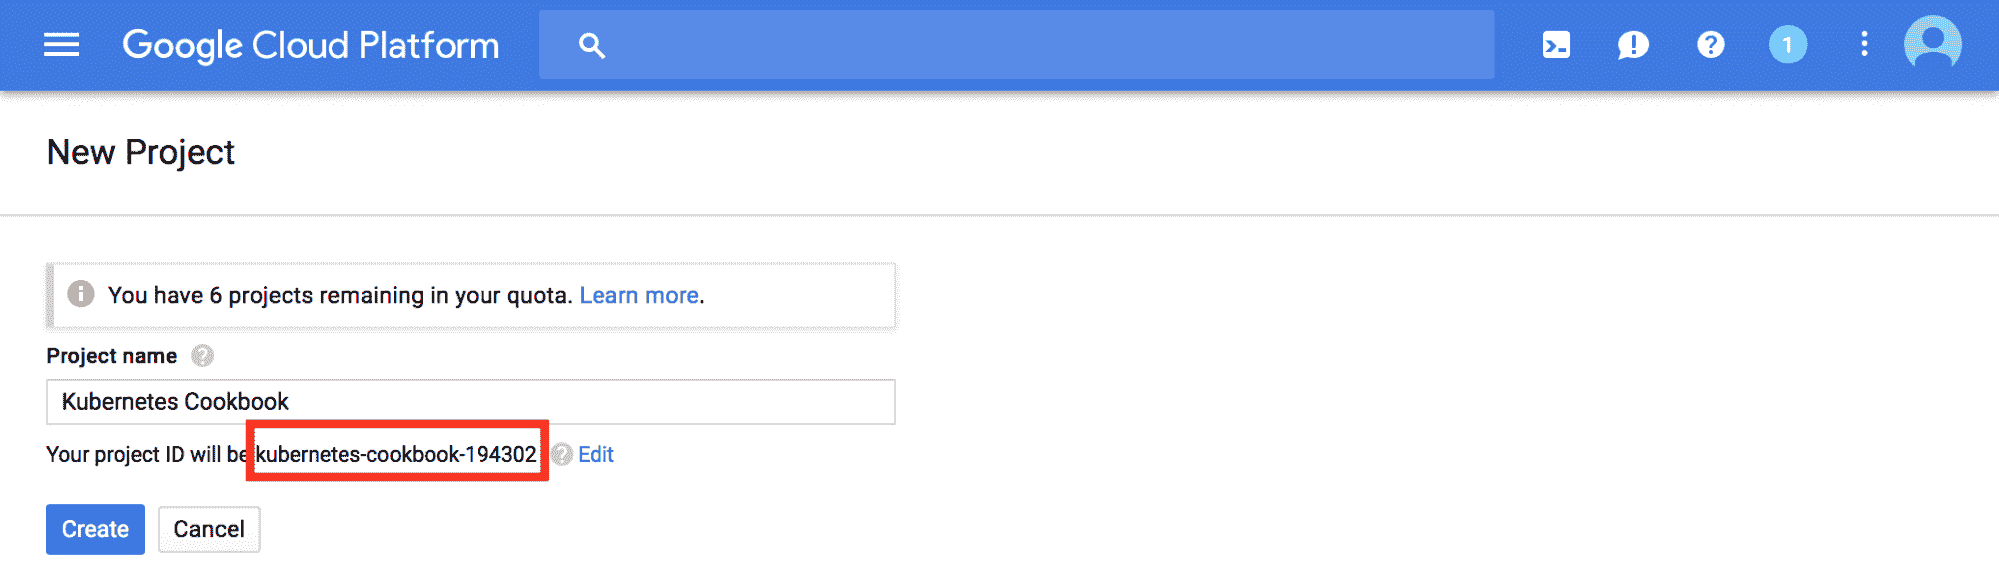 Google Cloud Platform
1
New Project
You have 6 projects remaining in your quota. Learn more.
Project name
Kubernetes Cookbook
Your project ID will be kubernetes-cookbook-194302 Edit
Create Cancel